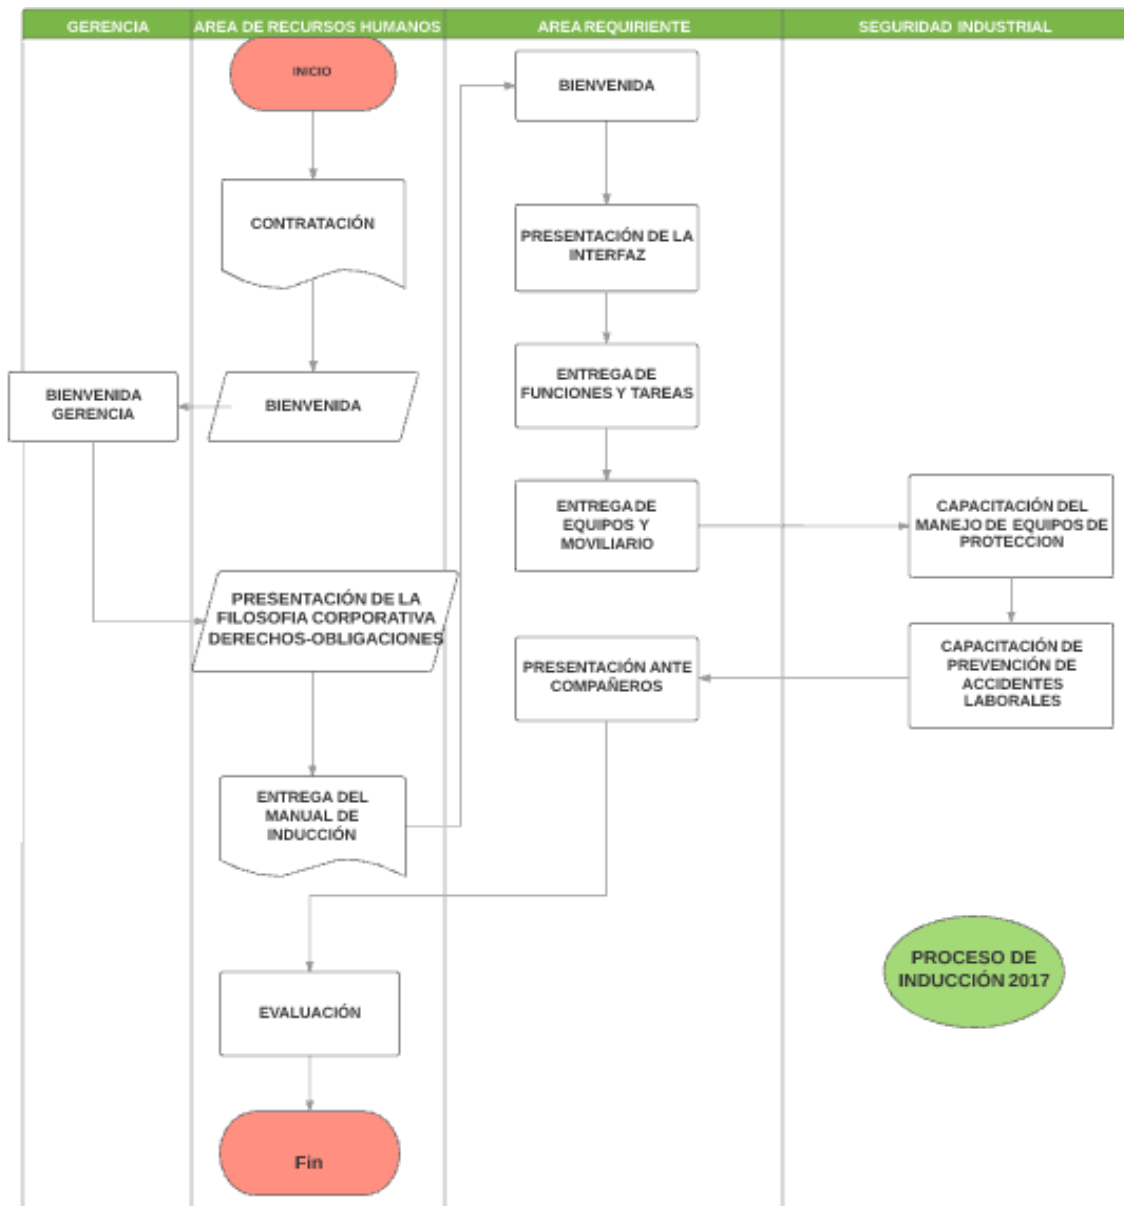 GERENCIA
AREA DE RECURSOS HUMANOS
AREA REQUIRIENTE
SEGURIDAD INDUSTRIAL
INICIO
CONTRATACIÓN
BIENVENIDA
BIENVENIDA
GERENCIA
PRESENTACIÓN DE LA
FILOSOFIA CORPORATIVA
DERECHOS-OBLIGACIONES
ENTREGA DEL
MANUAL DE
INDUCCIÓN
BIENVENIDA
PRESENTACIÓN DE LA
INTERFAZ
ENTREGA DE
FUNCIONES Y TAREAS
ENTREGA DE
EQUIPOS Y
MOVILIARIO
CAPACITACIÓN DEL
MANEJO DE EQUIPOS DE
PROTECCION
CAPACITACIÓN DE
PREVENCIÓN DE
ACCIDENTES
LABORALES
PRESENTACIÓN ANTE
COMPAÑEROS
EVALUACIÓN
Fin
PROCESO DE
INDUCCIÓN 2017